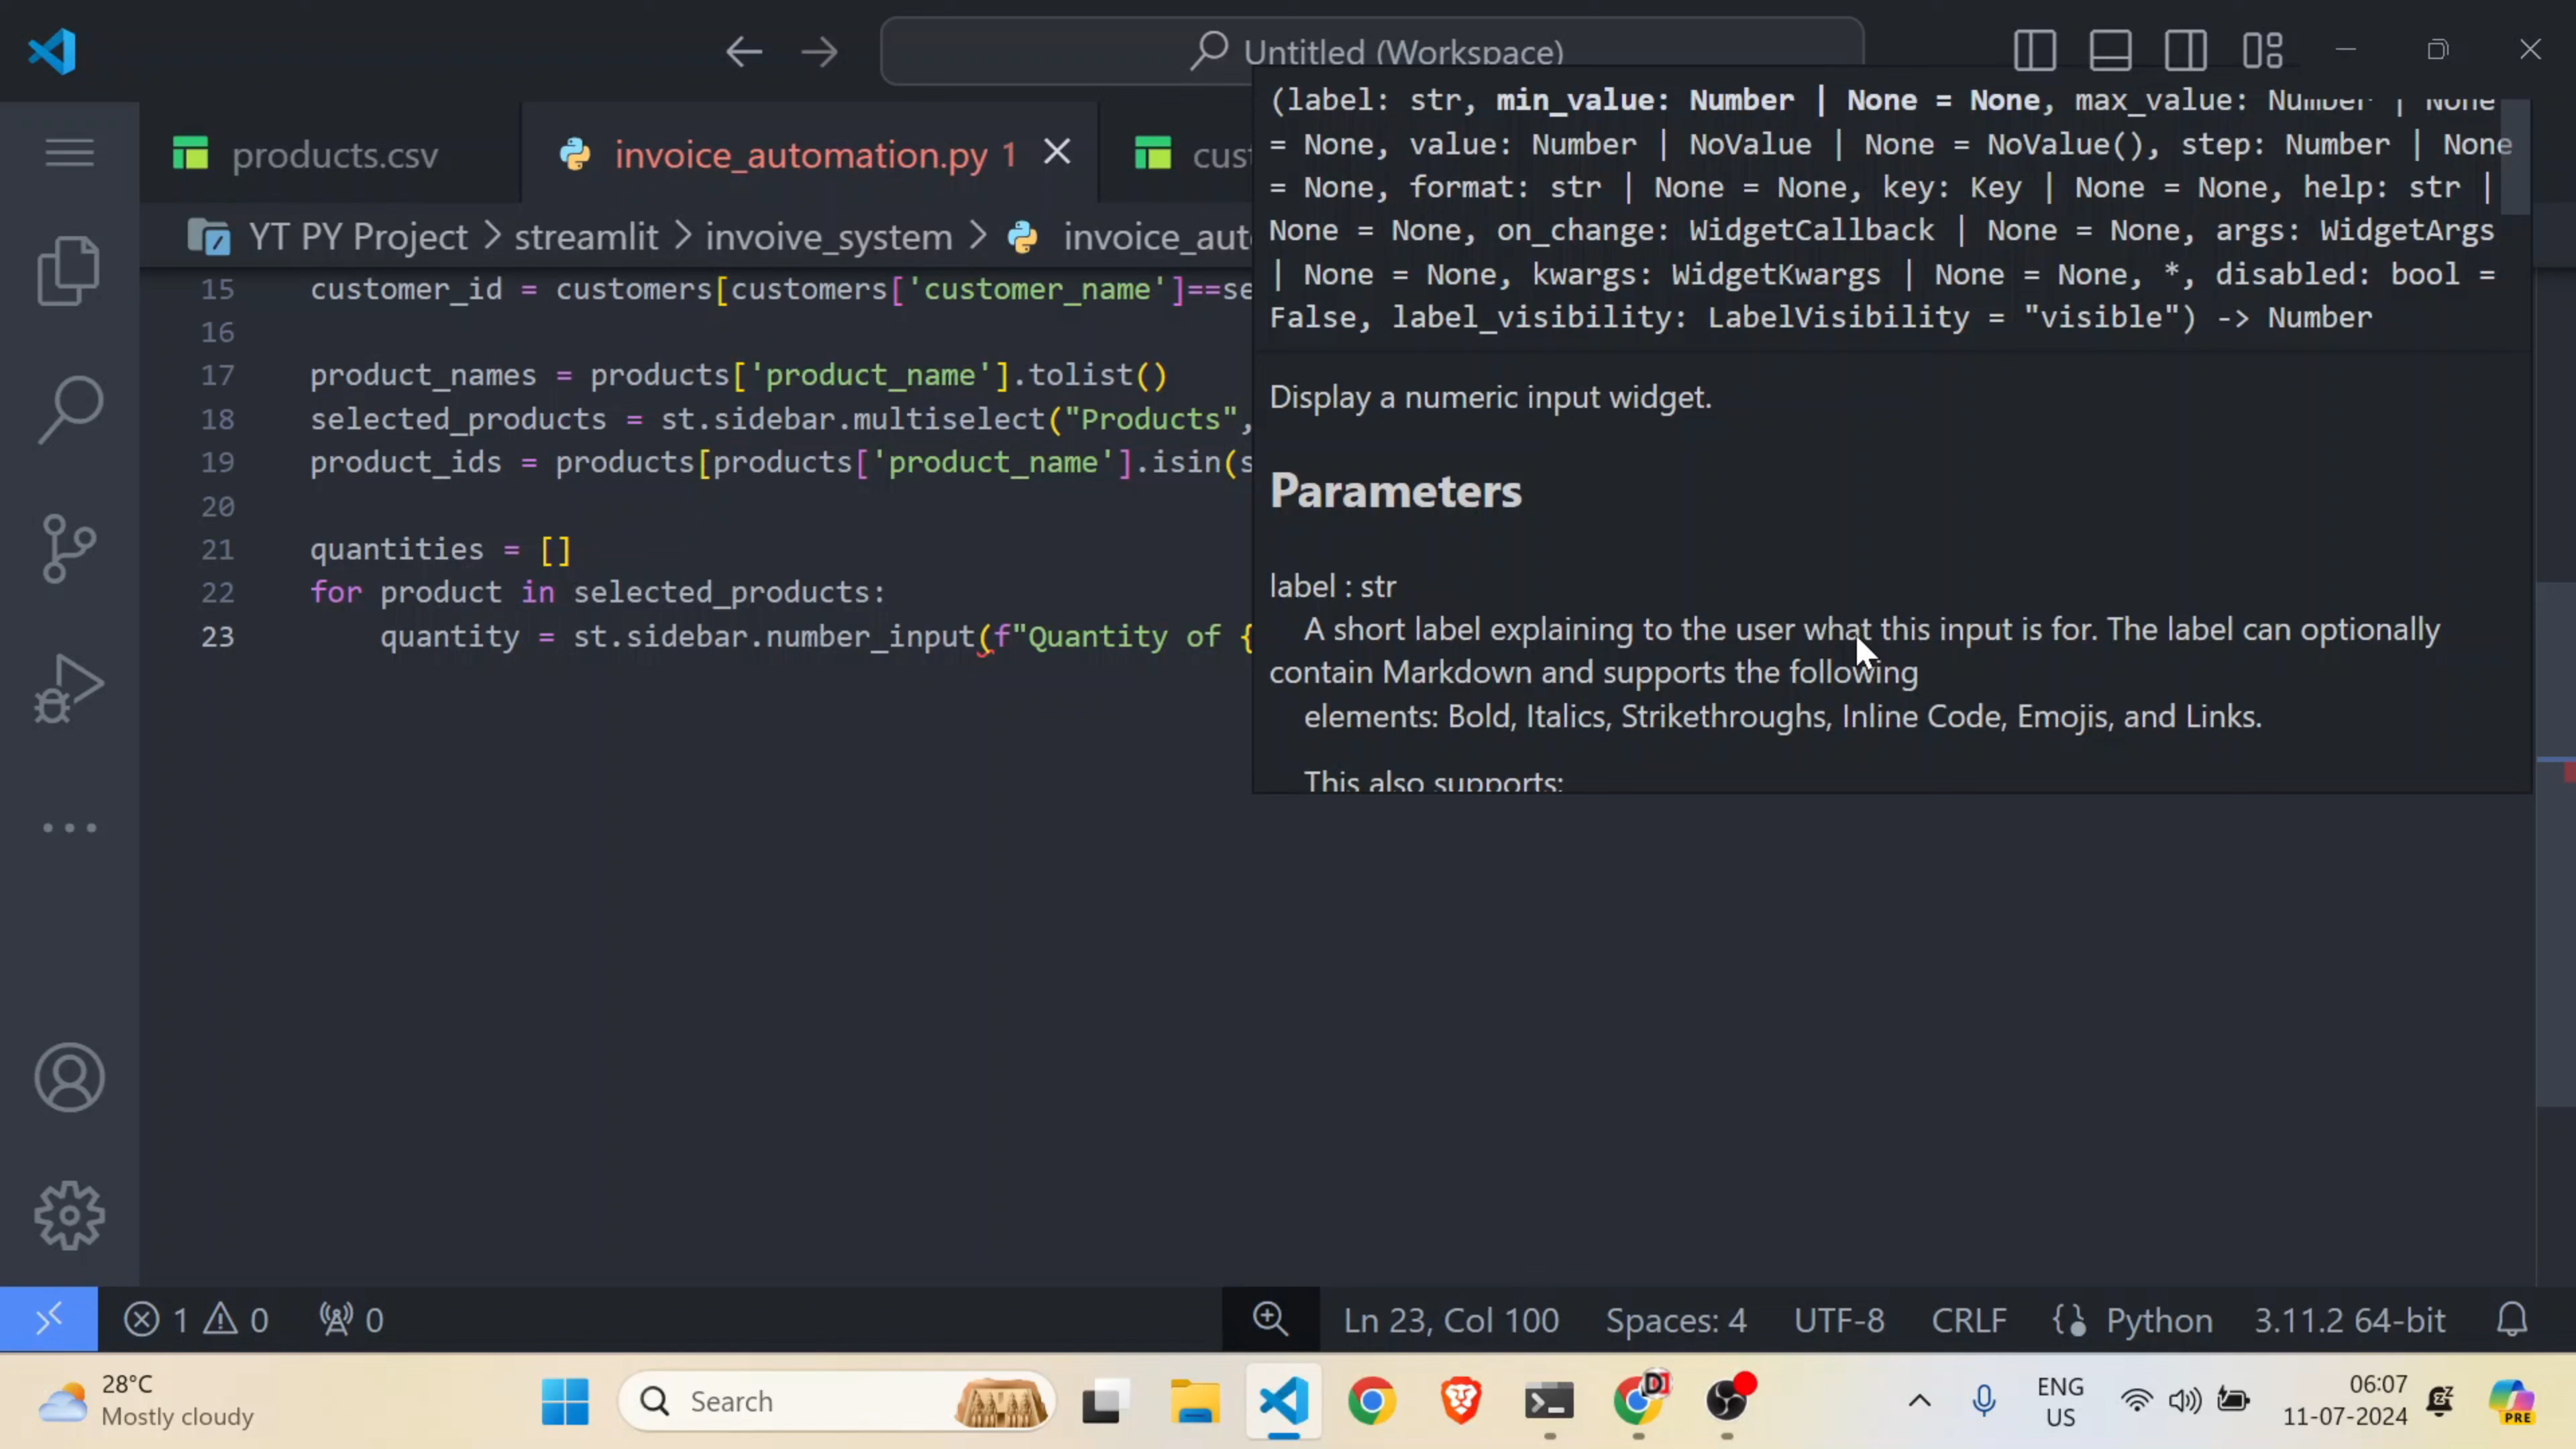 Untitled (Workspace)
products.csv
invoice_automation.py 1
cust
YT PY Project > streamlit > invoive_system > invoice_aut
(label: str, min_value: Number | None = None, max_value: Number | None
= None, value: Number | NoValue | None = NoValue(), step: Number | None
= None, format: str | None = None, key: Key | None = None, help: str |
None = None, on_change: WidgetCallback | None = None, args: WidgetArgs
| None = None, kwargs: WidgetKwargs | None = None, *, disabled: bool =
False, label_visibility: LabelVisibility = "visible") -> Number
Display a numeric input widget.
Parameters
label : str
A short label explaining to the user what this input is for. The label can optionally
contain Markdown and supports the following
elements: Bold, Italics, Strikethroughs, Inline Code, Emojis, and Links.
This also supports:
15 customer_id = customers[customers['customer_name']==se
16
17 product_names = products['product_name'].tolist()
18 selected_products = st.sidebar.multiselect("Products",
19 product_ids = products[products['product_name'].isin(s
20
21 quantities = []
22 for product in selected_products:
23 quantity = st.sidebar.number_input(f"Quantity of {
1 0 0
Ln 23, Col 100 Spaces: 4 UTF-8 CRLF Python 3.11.2 64-bit
28°C
Mostly cloudy
Search
ENG
US
06:07
11-07-2024
PRE